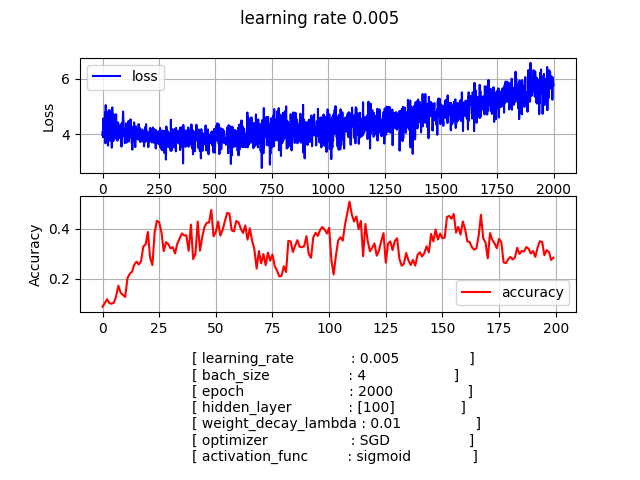 learning rate 0.005
Loss
6
4
loss
0 250 500 750 1000 1250 1500 1750 2000
Accuracy
0.4
0.2
accuracy
0 25 50 75 100 125 150 175 200
[ learning_rate : 0.005 ]
[ bach_size : 4 ]
[ epoch : 2000 ]
[ hidden_layer : [100] ]
[ weight_decay_lambda : 0.01 ]
[ optimizer : SGD ]
[ activation_func : sigmoid ]